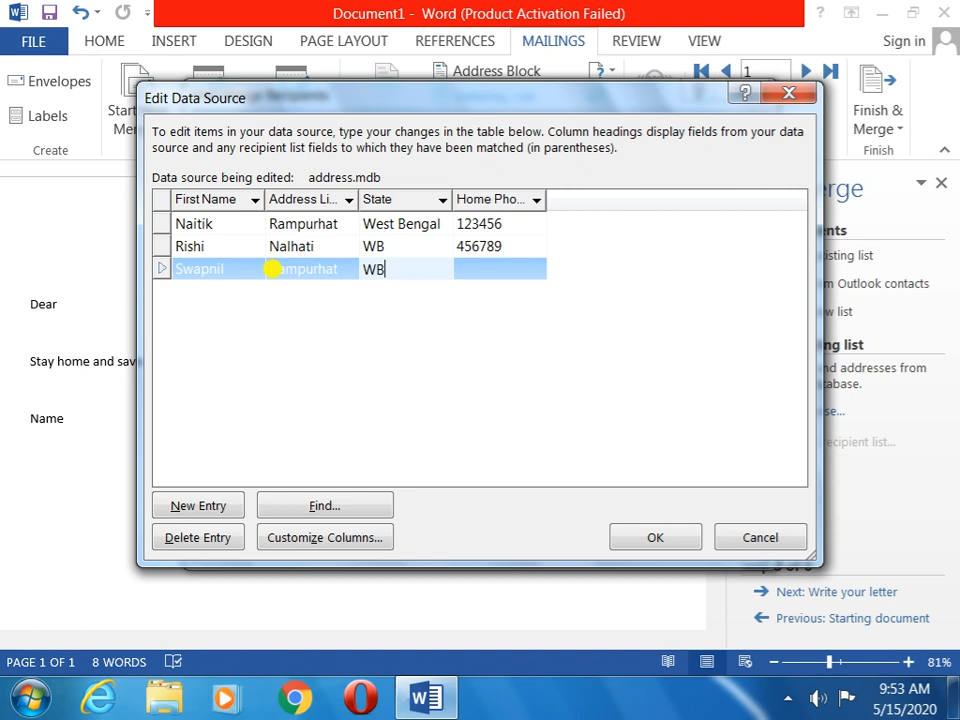 Document1 - Word (Product Activation Failed)
FILE HOME INSERT DESIGN PAGE LAYOUT REFERENCES MAILINGS REVIEW VIEW Sign in
Envelopes
Labels
Create
Start
Address Block
1
Finish &
Merge
Finish
Edit Data Source
To edit items in your data source, type your changes in the table below. Column headings display fields from your data
source and any recipient list fields to which they have been matched (in parentheses).
Data source being edited: address.mdb
First Name Address Li... State Home Pho...
Naitik Rampurhat West Bengal 123456
Rishi Nalhati WB 456789
Swapnil ampurhat WB
New Entry Find...
Delete Entry Customize Columns... OK Cancel
Dear
Stay home and sav
Name
erge
ents
isting list
m Outlook contacts
w list
ng list
and addresses from
tabase.
se...
recipient list...
Next: Write your letter
Previous: Starting document
PAGE 1 OF 1 8 WORDS 81%
9:53 AM
5/15/2020